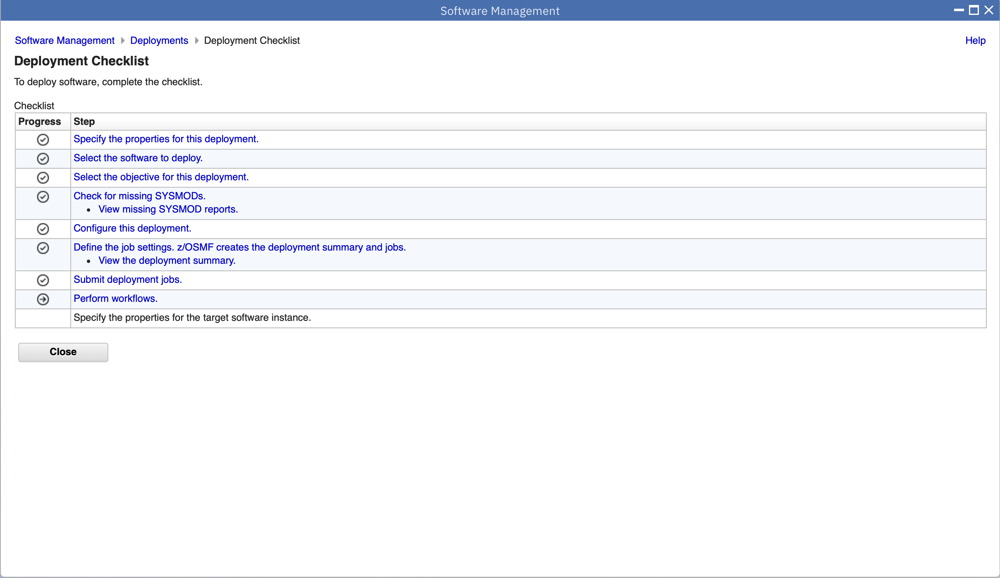 Software Management
Software Management Deployments Deployment Checklist Help
Deployment Checklist
To deploy software, complete the checklist.
Checklist
Progress Step
Specify the properties for this deployment.
Select the software to deploy.
Select the objective for this deployment.
Check for missing SYSMODs.
• View missing SYSMOD reports.
Configure this deployment.
Define the job settings. z/OSMF creates the deployment summary and jobs.
• View the deployment summary.
Submit deployment jobs.
Perform workflows.
Specify the properties for the target software instance.
Close